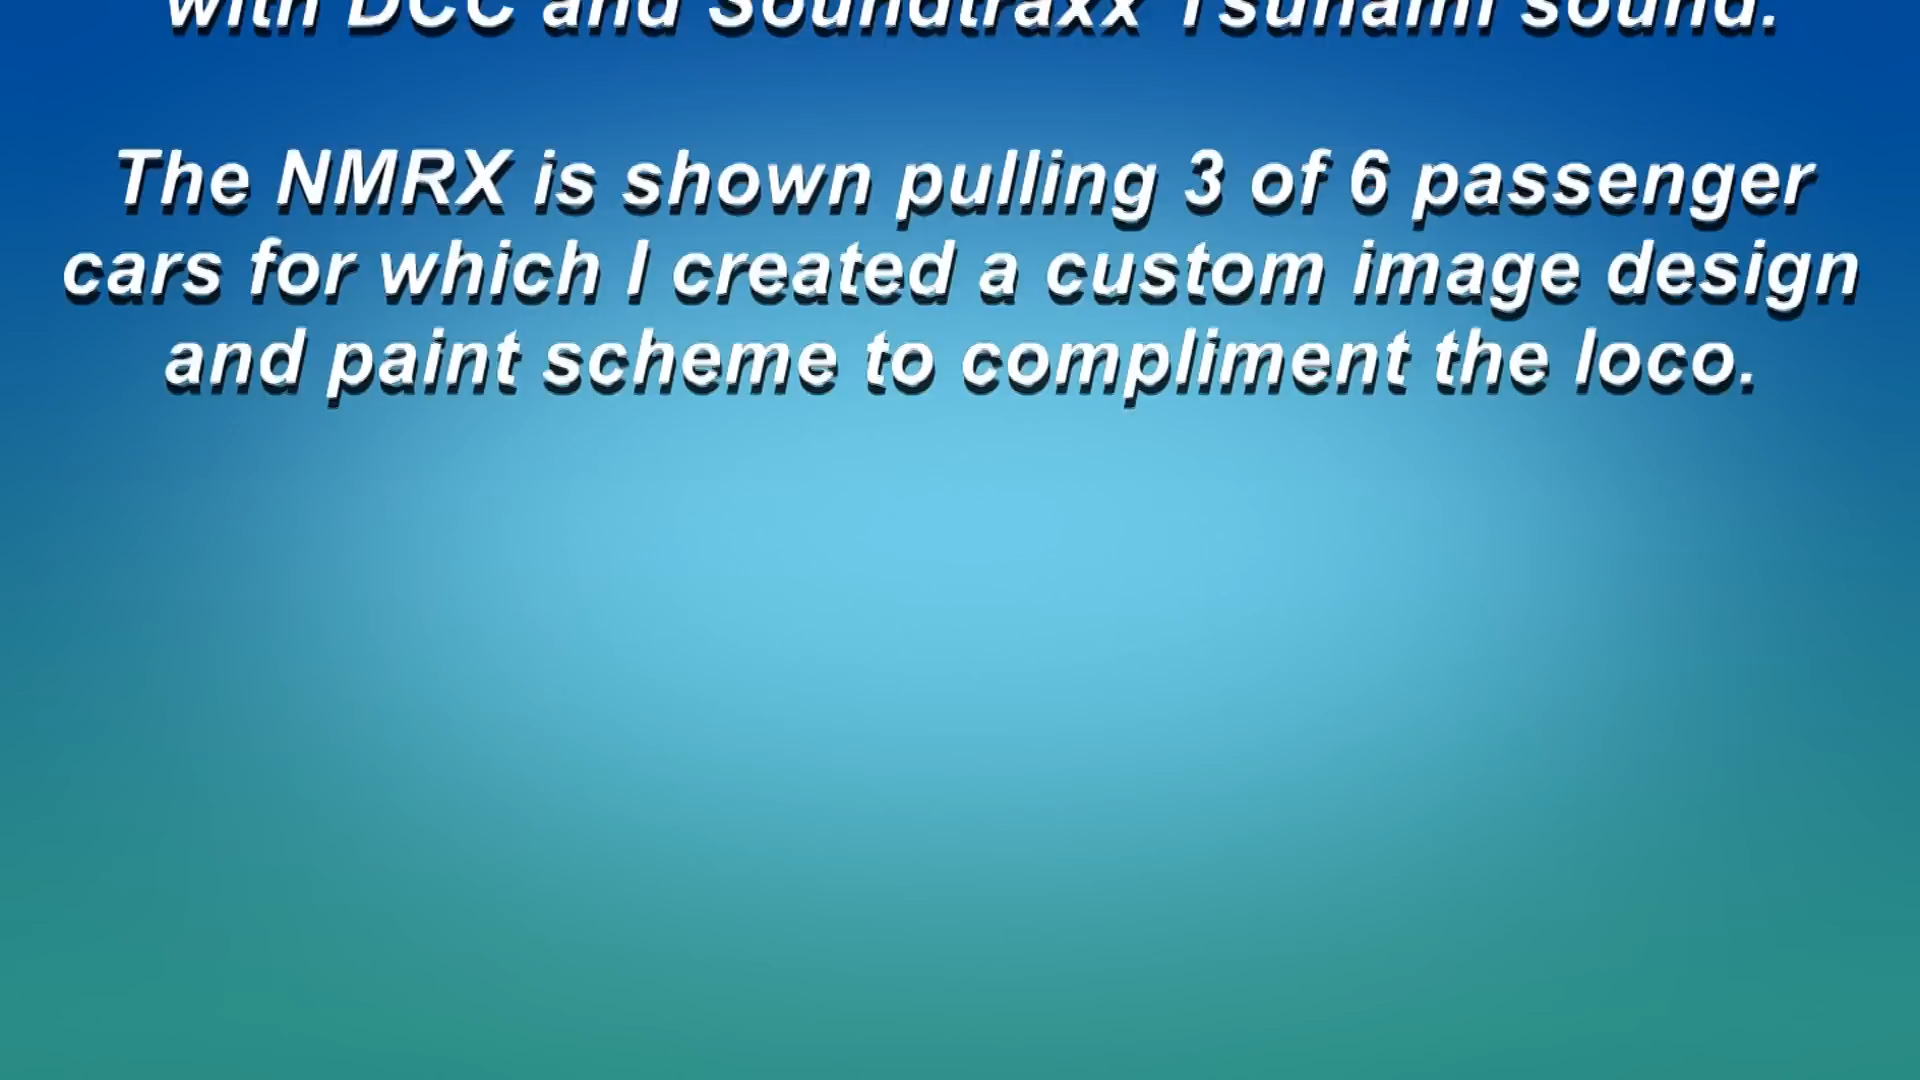 with DCC and Soundtraxx Tsunami sound.
The NMRX is shown pulling 3 of 6 passenger
cars for which I created a custom image design
and paint scheme to compliment the loco.